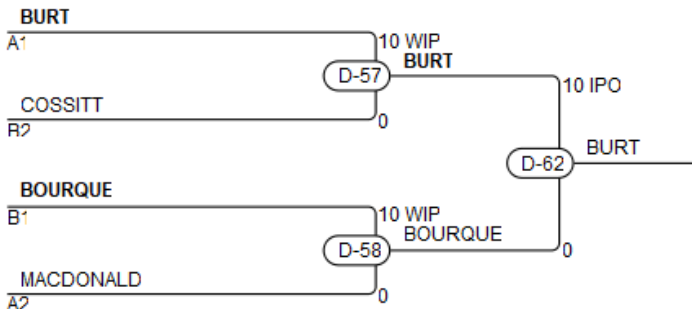 BURT
A1
10 WIP
BURT
D-57
10 IPO
COSSITT
B2
0
D-62
BURT
BOURQUE
B1
10 WIP
BOURQUE
D-58
0
MACDONALD
A2
0